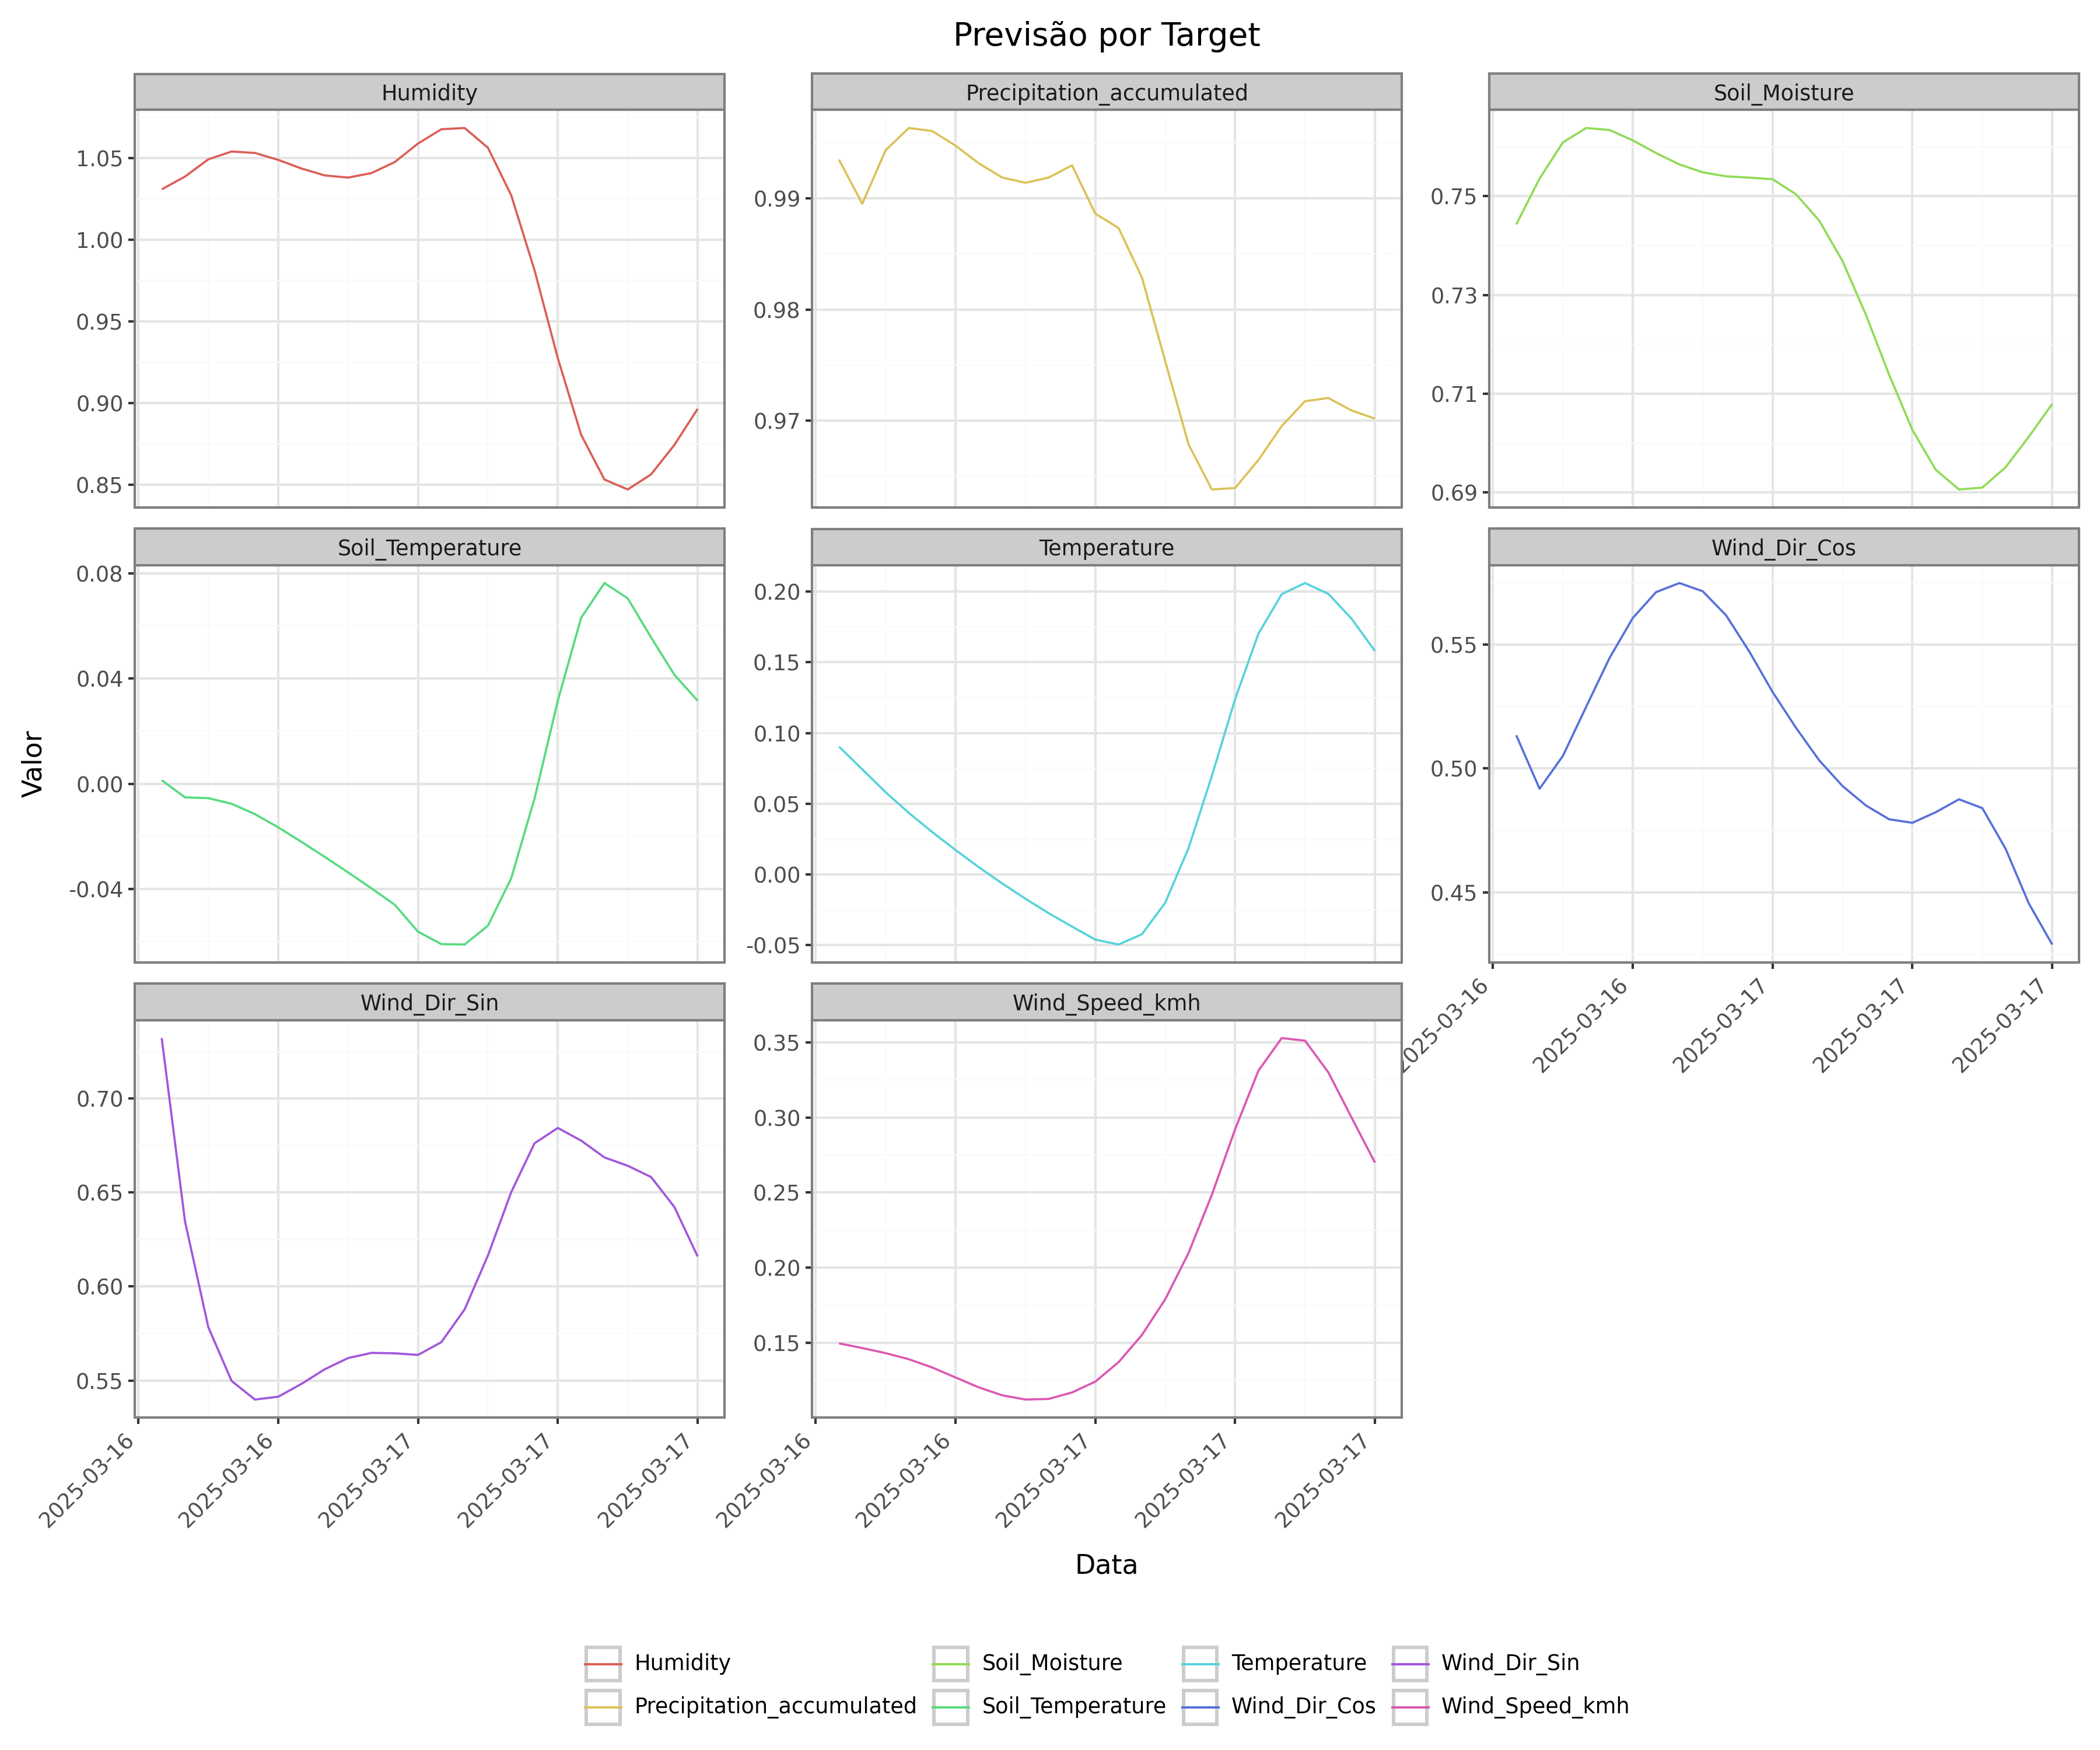 Previsão por Target
Humidity
Precipitation_accumulated
Soil_Moisture
1.05
1.00
0.95
0.90
0.85
0.99
0.98
0.97
0.75
0.73
0.71
0.69
Soil_Temperature
Temperature
Wind_Dir_Cos
0.08
0.04
0.00
-0.04
0.20
0.15
0.10
0.05
0.00
-0.05
0.55
0.50
0.45
2025-03-16
2025-03-16
2025-03-17
2025-03-17
2025-03-17
Valor
Wind_Dir_Sin
Wind_Speed_kmh
0.70
0.65
0.60
0.55
0.35
0.30
0.25
0.20
0.15
2025-03-16
2025-03-16
2025-03-17
2025-03-17
2025-03-17
2025-03-16
2025-03-16
2025-03-17
2025-03-17
2025-03-17
Data
Humidity
Precipitation_accumulated
Soil_Moisture
Soil_Temperature
Temperature
Wind_Dir_Cos
Wind_Dir_Sin
Wind_Speed_kmh